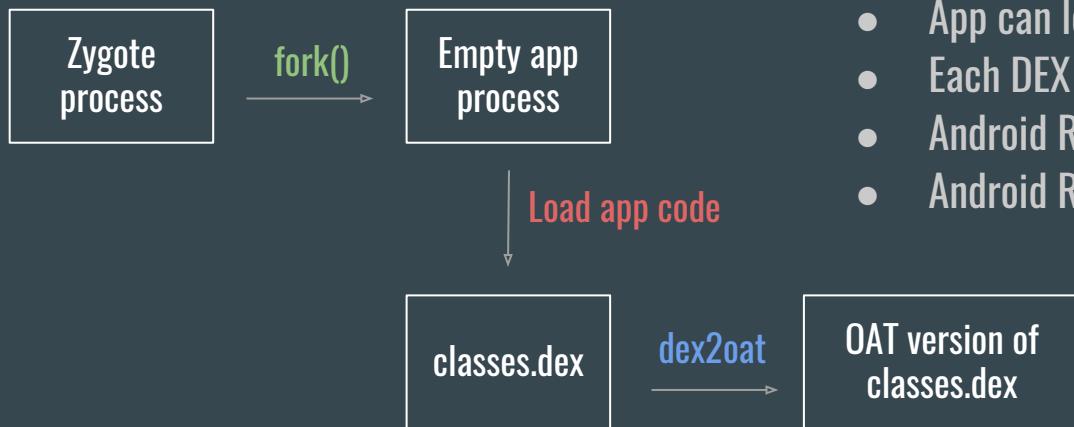 Zygote
process
fork()
Empty app
process
Load app code
classes.dex
dex2oat
OAT version of
classes.dex
● App can
● Each DEX
● Android
● Android